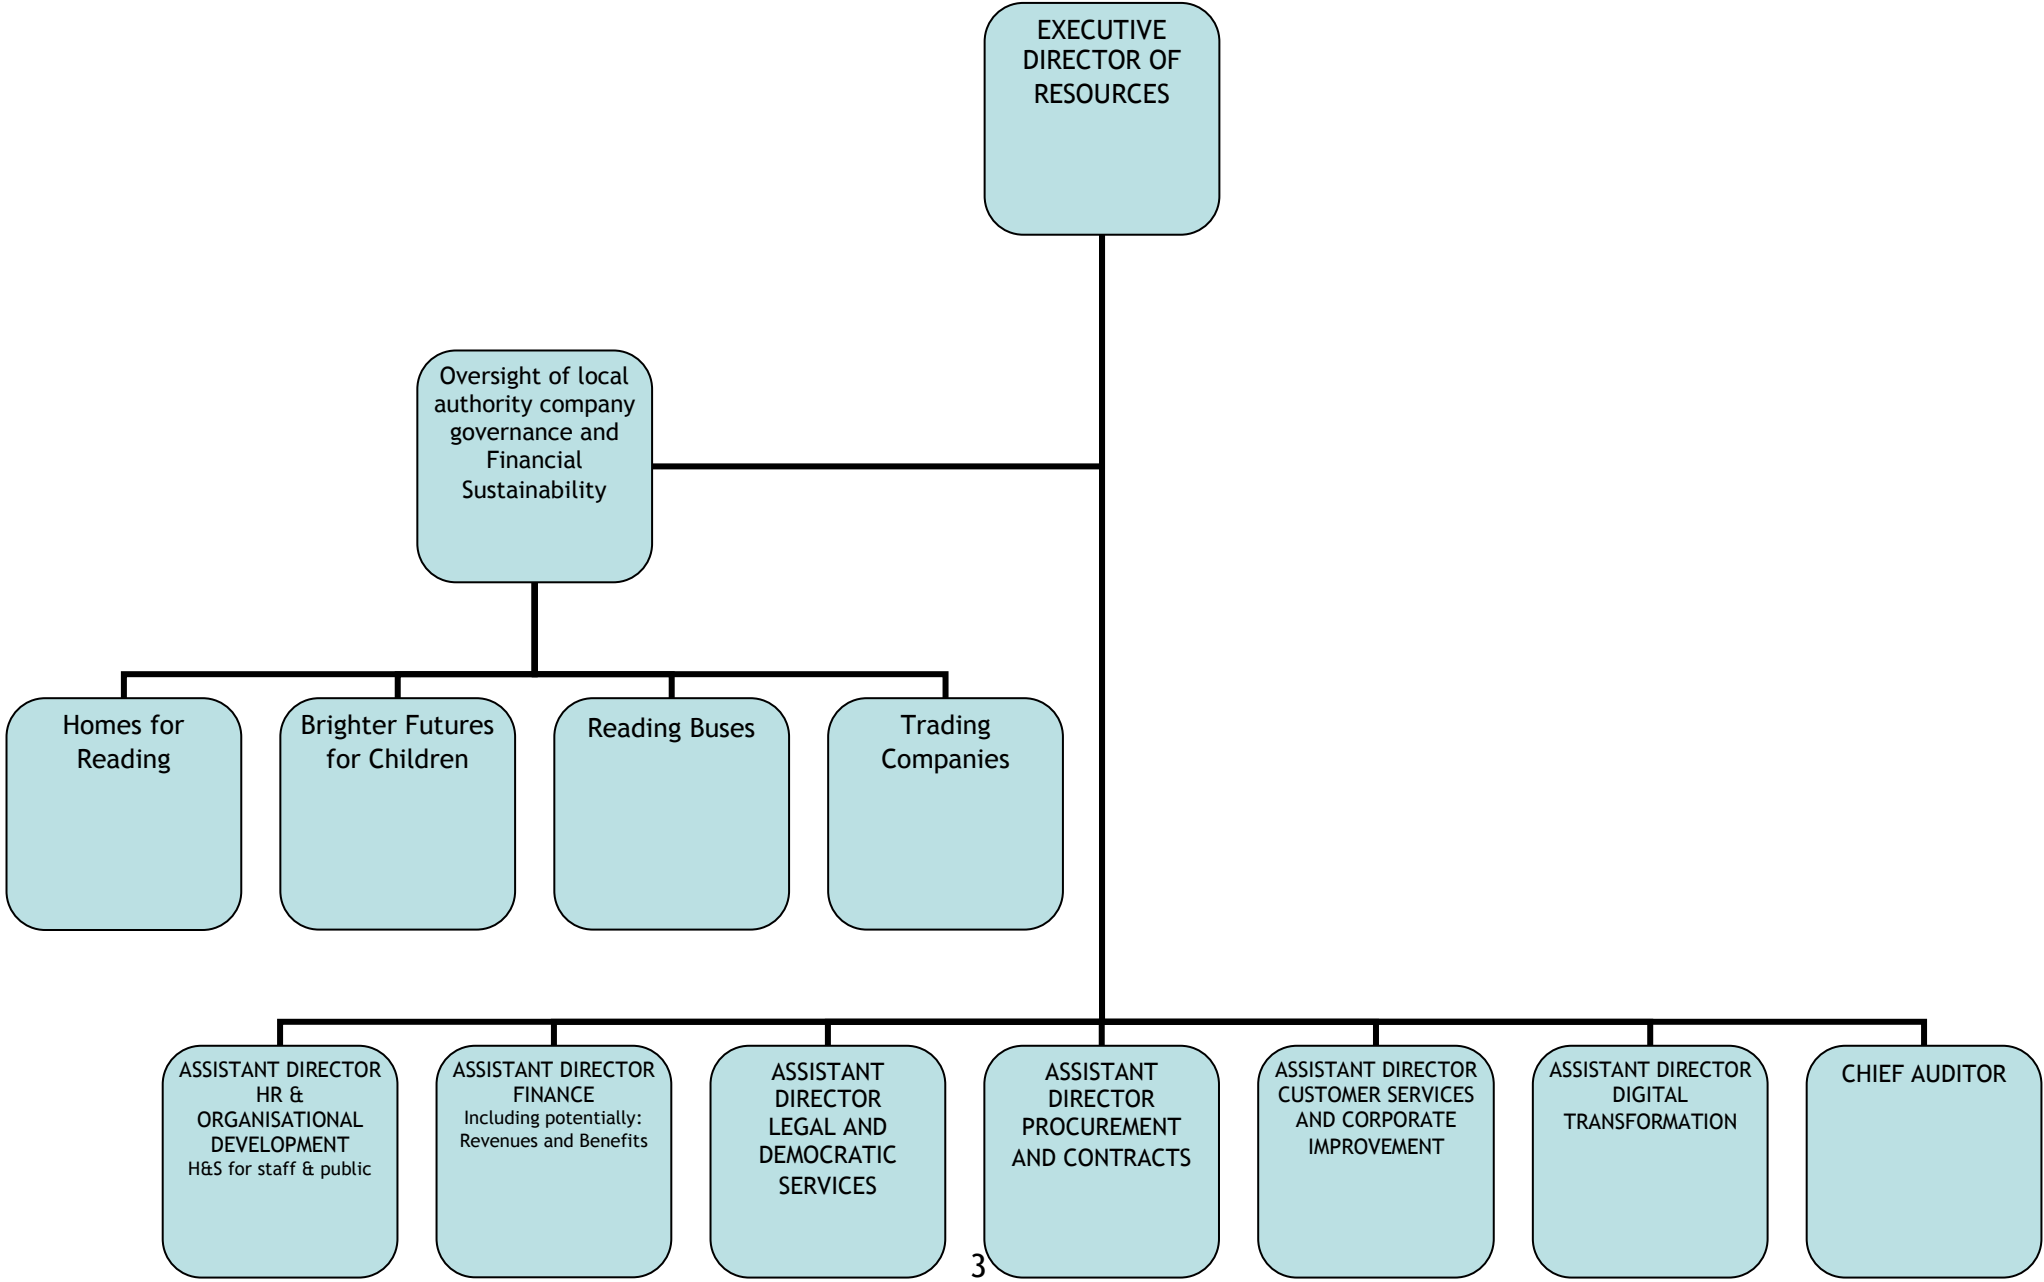 EXECUTIVE
DIRECTOR OF
RESOURCES
Oversight of local
authority company
governance and
Financial
Sustainability
Homes for
Reading
Brighter Futures
for Children
Reading Buses
Trading
Companies
ASSISTANT DIRECTOR
HR &
ORGANISATIONAL
DEVELOPMENT
H&S for staff & public
ASSISTANT DIRECTOR
FINANCE
Including potentially:
Revenues and Benefits
ASSISTANT
DIRECTOR
LEGAL AND
DEMOCRATIC
SERVICES
ASSISTANT
DIRECTOR
PROCUREMENT
AND CONTRACTS
ASSISTANT DIRECTOR
CUSTOMER SERVICES
AND CORPORATE
IMPROVEMENT
ASSISTANT DIRECTOR
DIGITAL
TRANSFORMATION
CHIEF AUDITOR
3